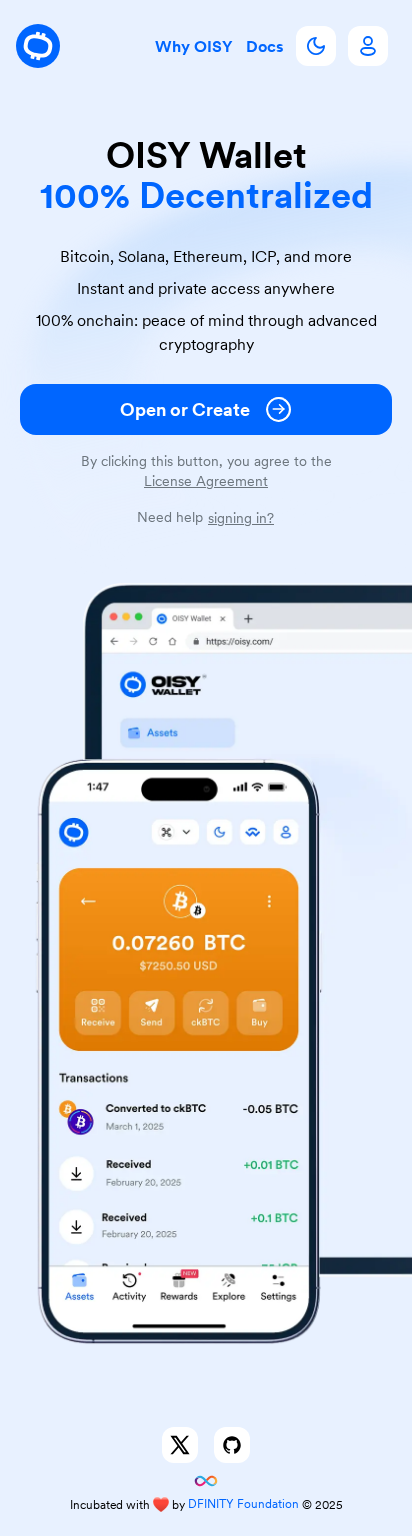 Why OISY Docs
OISY Wallet
100% Decentralized
Bitcoin, Solana, Ethereum, ICP, and more
Instant and private access anywhere
100% onchain: peace of mind through advanced
cryptography
Open or Create
By clicking this button, you agree to the
License Agreement
Need help signing in?
OISY Wallet
https://oisy.com/
OISY
WALLET
Assets
1:47
0.07260 BTC
$7250.50 USD
Receive Send ckBTC Buy
Transactions
Converted to ckBTC -0.05 BTC
March 1, 2025
Received +0.01 BTC
February 20, 2025
Received +0.1 BTC
February 20, 2025
NEW
Assets Activity Rewards Explore Settings
Incubated with ❤️ by DFINITY Foundation © 2025